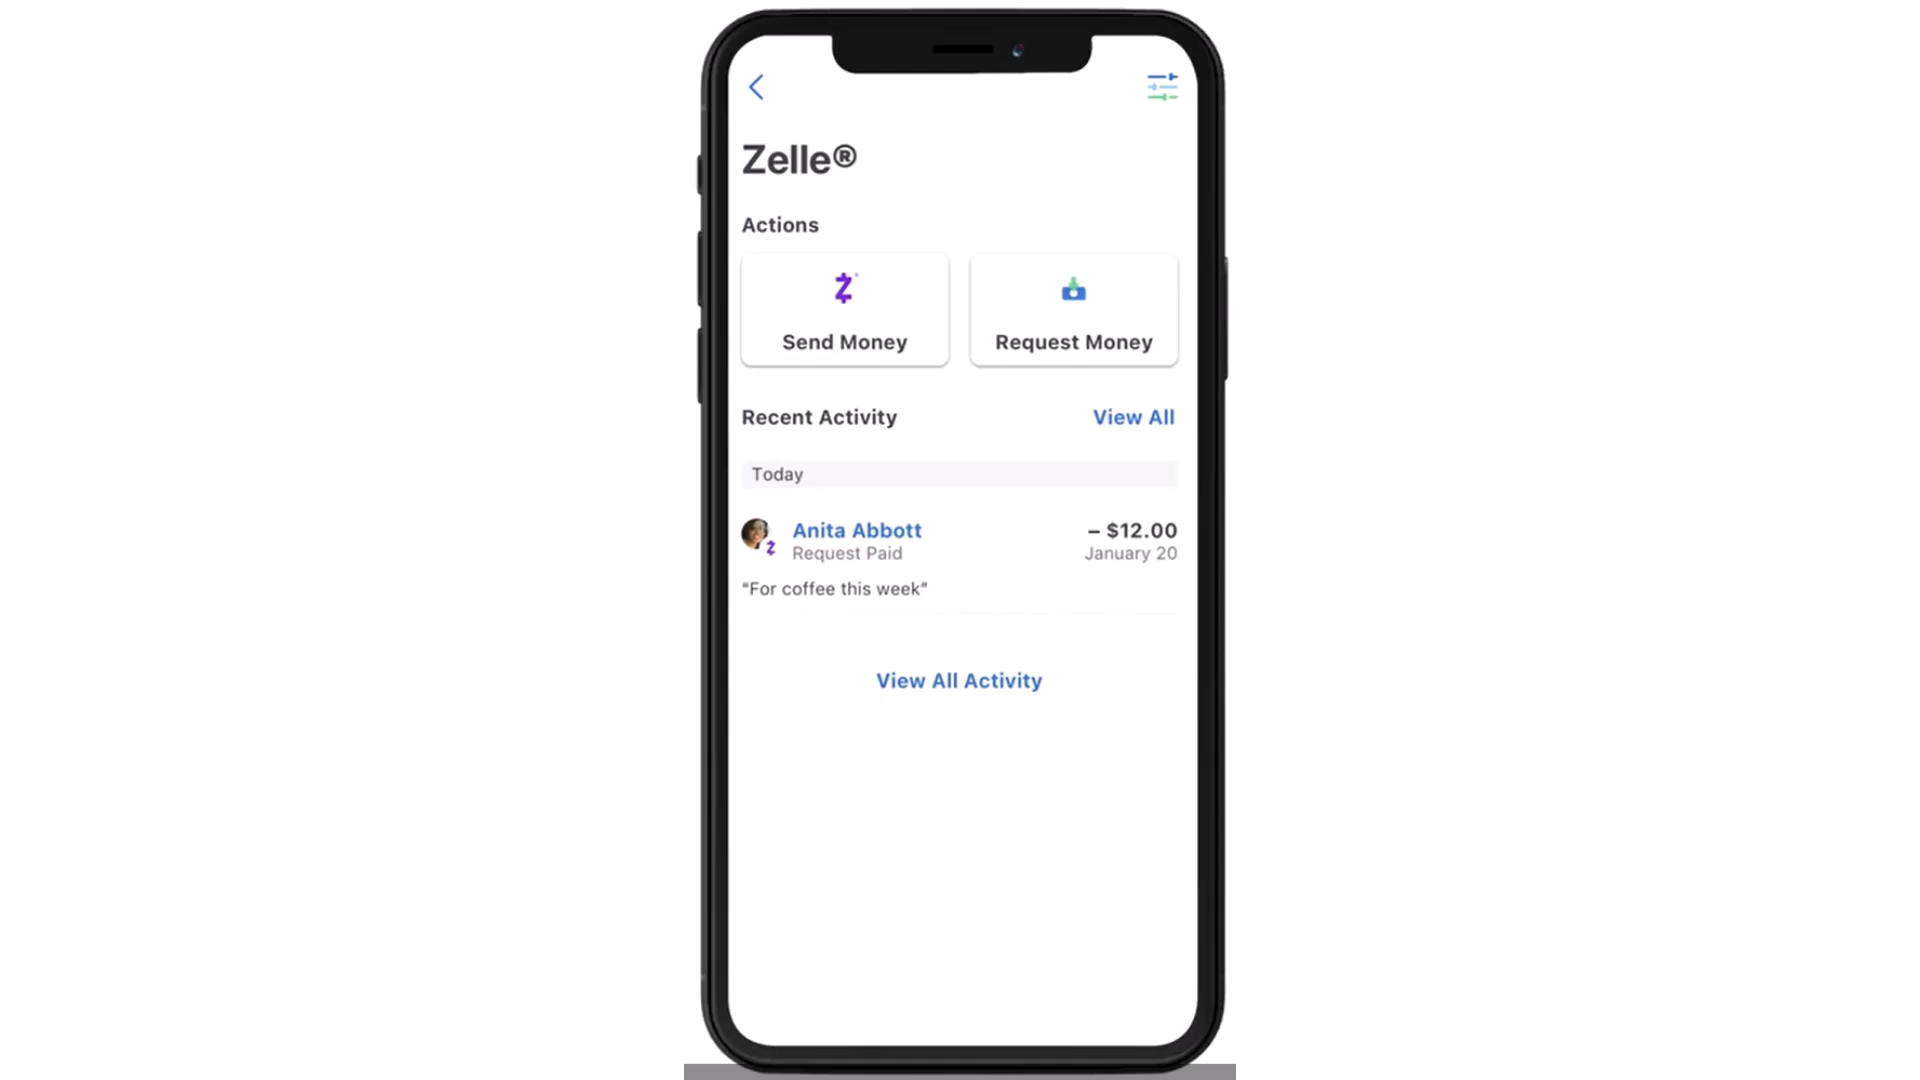 Zelle®
Actions
Send Money
Request Money
Recent Activity
View All
Today
Anita Abbott
– $12.00
Request Paid
January 20
“For coffee this week”
View All Activity